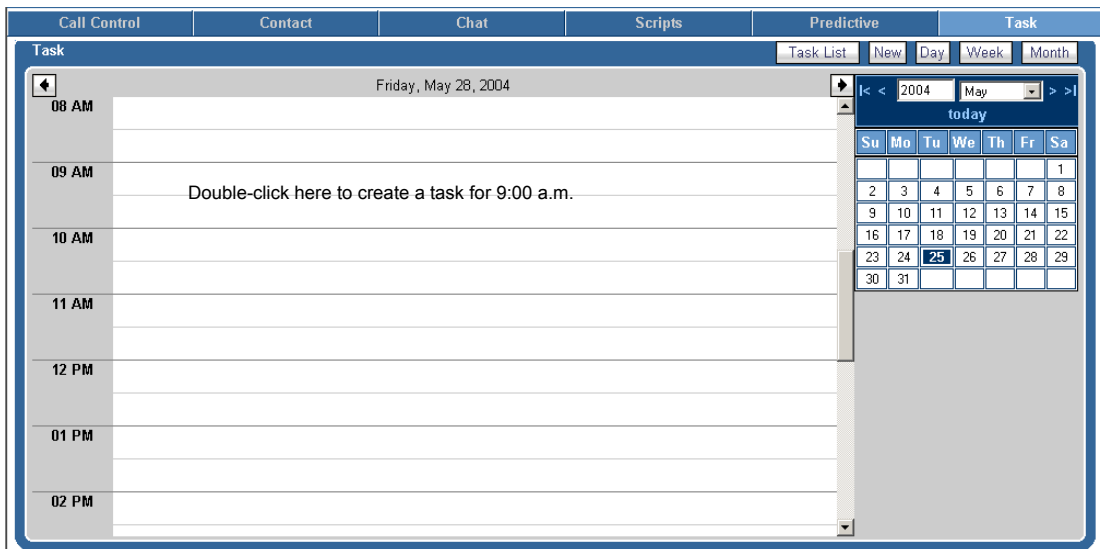 Call Control Contact Chat Scripts Predictive Task
Task Task List New Day Week Month
Friday, May 28, 2004
|< < 2004 May > >|
today
Su Mo Tu We Th Fr Sa
1
2 3 4 5 6 7 8
9 10 11 12 13 14 15
16 17 18 19 20 21 22
23 24 25 26 27 28 29
30 31
08 AM
09 AM
Double-click here to create a task for 9:00 a.m.
10 AM
11 AM
12 PM
01 PM
02 PM